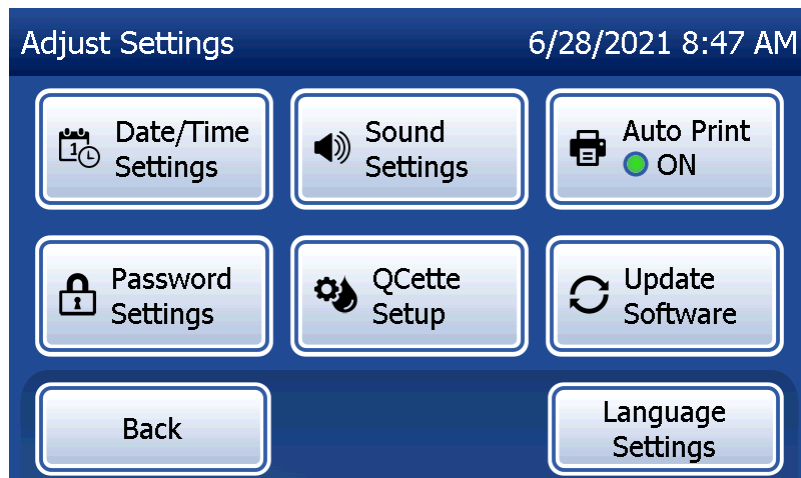 Adjust Settings 6/28/2021 8:47 AM
Date/Time
Settings
Sound
Settings
Auto Print
ON
Password
Settings
QCette
Setup
Update
Software
Back
Language
Settings